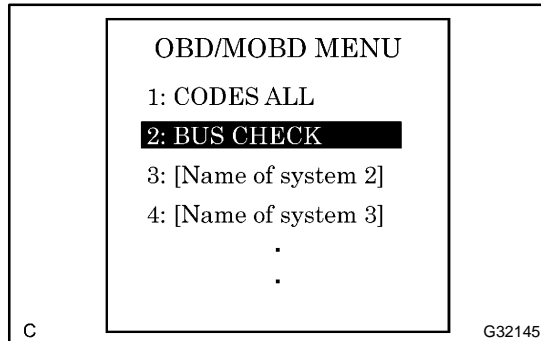 OBD/MOBD MENU
1: CODES ALL
2: BUS CHECK
3: [Name of system 2]
4: [Name of system 3]
.
.
C
G32145